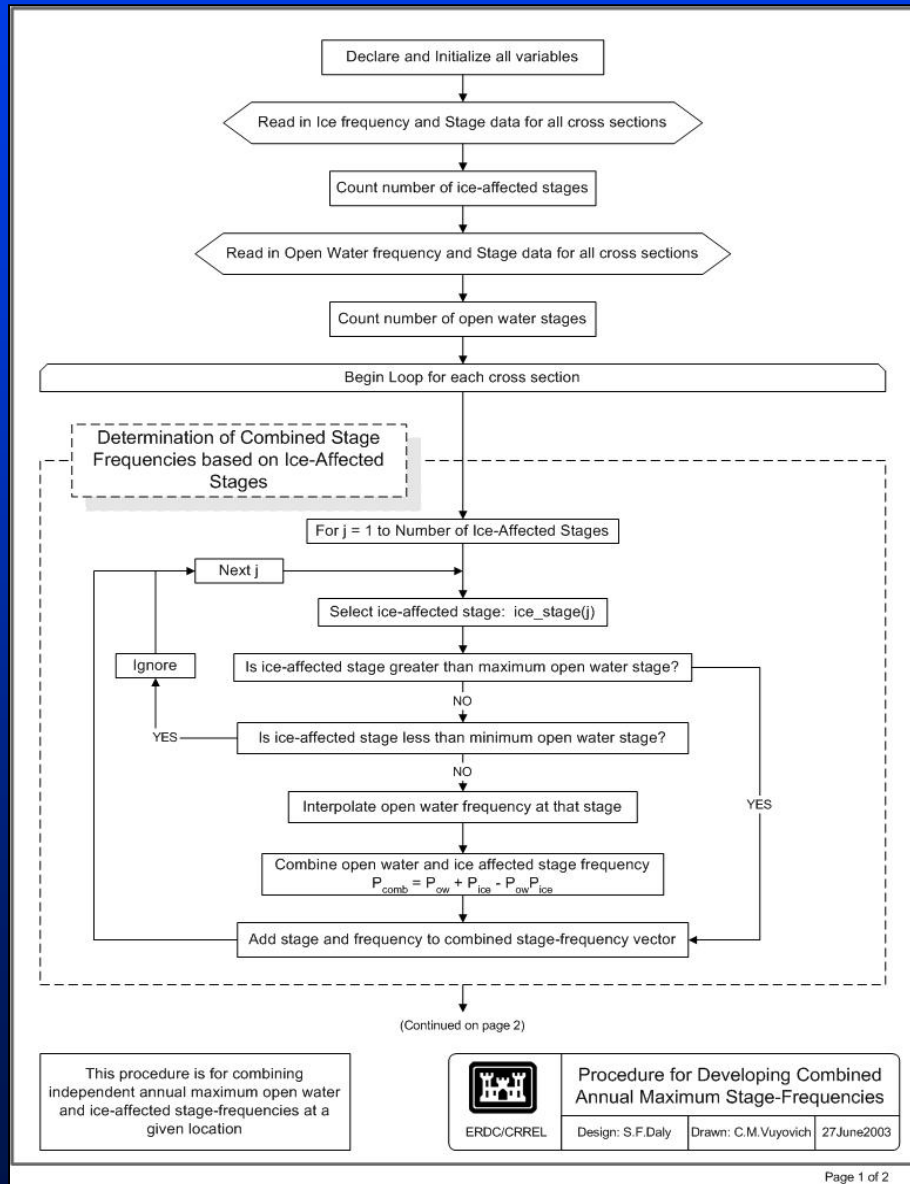 Declare and Initialize all variables
Read in Ice frequency and Stage data for all cross sections
Count number of ice-affected stages
Read in Open Water frequency and Stage data for all cross sections
Count number of open water stages
Begin Loop for each cross section
Determination of Combined Stage
Frequencies based on Ice-Affected
Stages
For j = 1 to Number of Ice-Affected Stages
Next j
Select ice-affected stage: ice_stage(j)
Ignore
Is ice-affected stage greater than maximum open water stage?
NO
YES
Is ice-affected stage less than minimum open water stage?
NO
Interpolate open water frequency at that stage
YES
Combine open water and ice affected stage frequency
P_comb = P_ow + P_ice - P_owP_ice
Add stage and frequency to combined stage-frequency vector
(Continued on page 2)
This procedure is for combining
independent annual maximum open water
and ice-affected stage-frequencies at a
given location
ERDC/CRREL
Procedure for Developing Combined
Annual Maximum Stage-Frequencies
Design: S.F.Daly
Drawn: C.M.Vuyovich
27June2003
Page 1 of 2